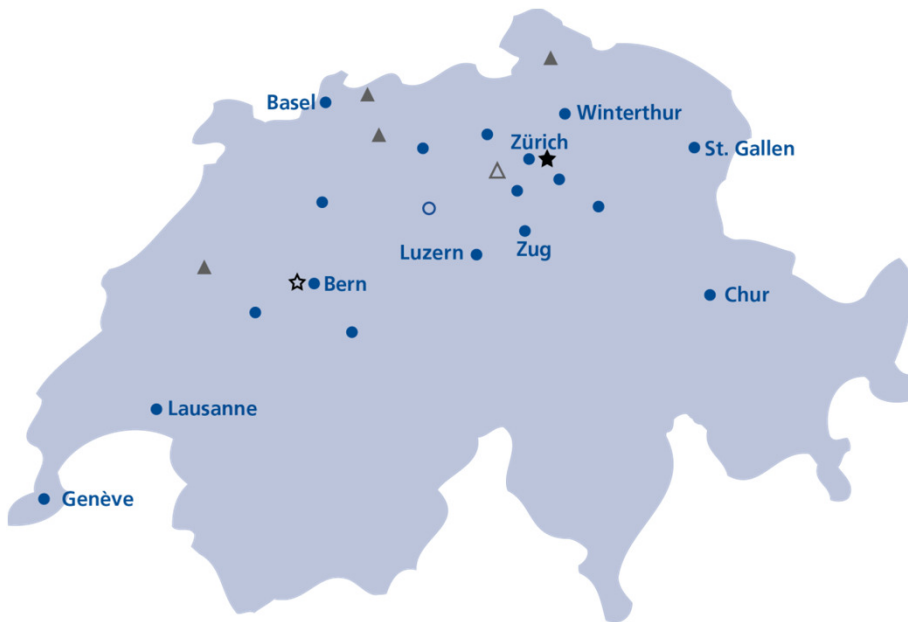 Basel
Winterthur
Zürich
St. Gallen
Luzern
Zug
Bern
Chur
Lausanne
Genève